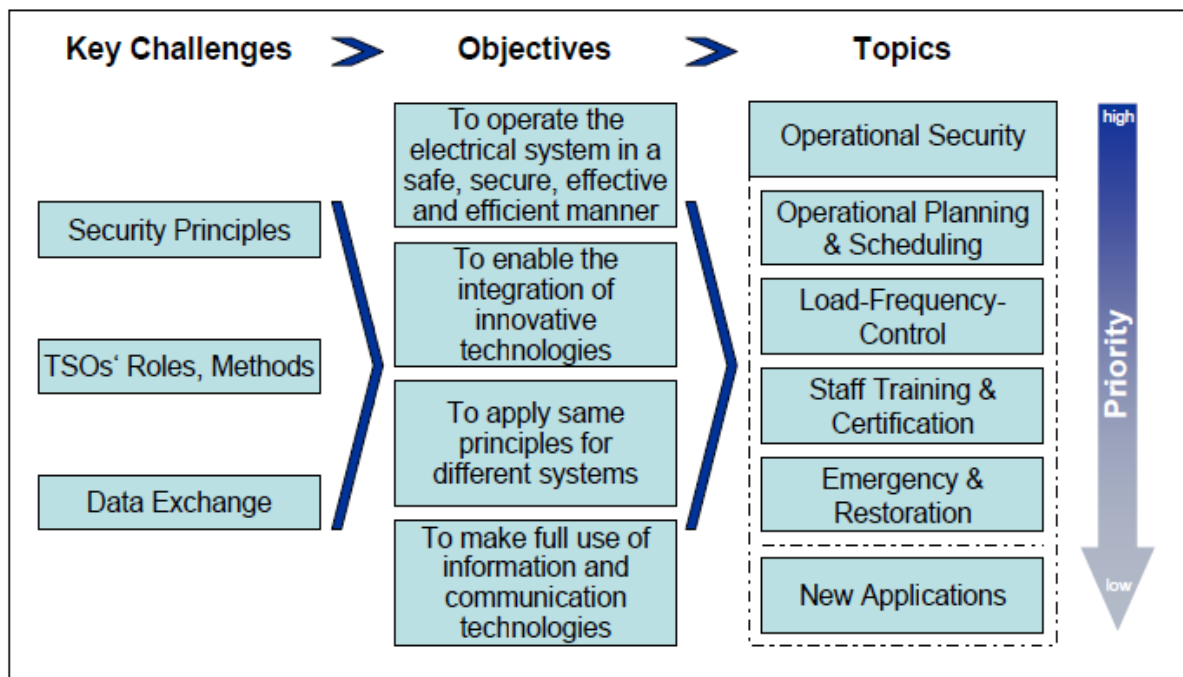 Key Challenges
Objectives
Topics
Security Principles
TSOs‘ Roles, Methods
Data Exchange
To operate the
electrical system in a
safe, secure, effective
and efficient manner
To enable the
integration of
innovative
technologies
To apply same
principles for
different systems
To make full use of
information and
communication
technologies
Operational Security
Operational Planning
& Scheduling
Load-Frequency-
Control
Staff Training &
Certification
Emergency &
Restoration
New Applications
high
Priority
low